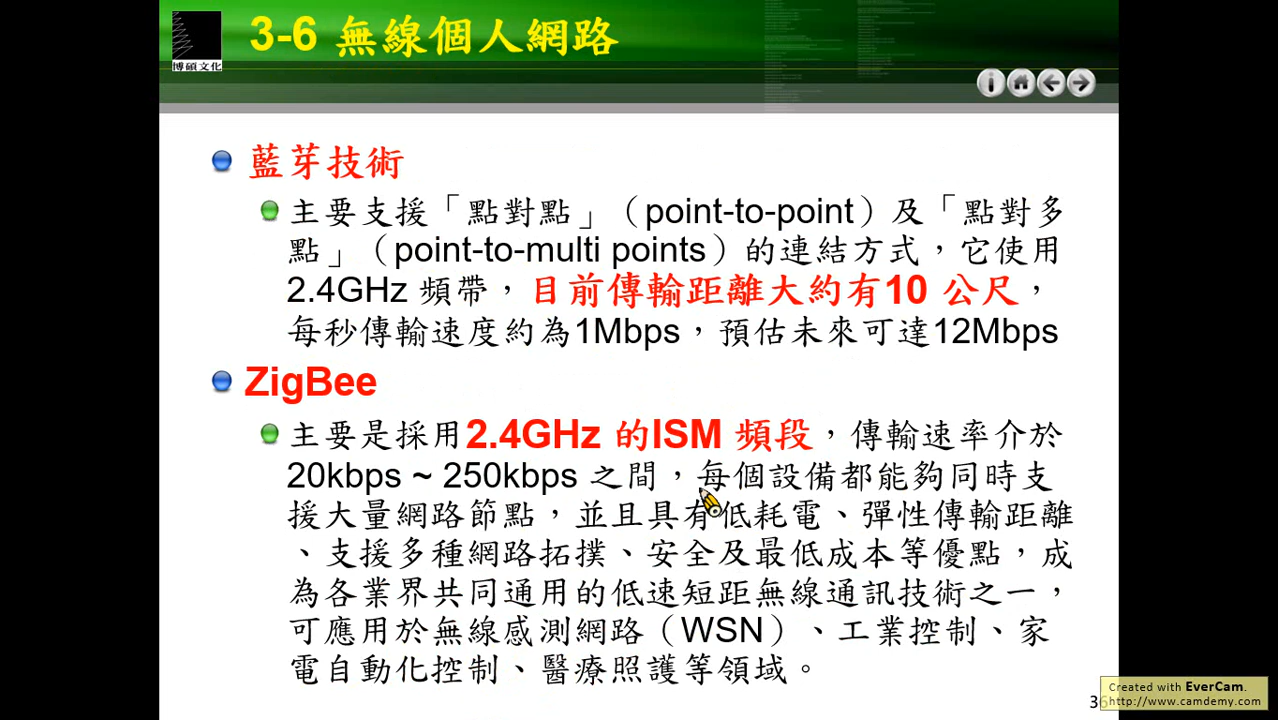 3-6 無線個人網路
博碩文化
藍芽技術
主要支援「點對點」（point-to-point）及「點對多
點」（point-to-multi points）的連結方式，它使用
2.4GHz 頻帶，目前傳輸距離大約有10 公尺，
每秒傳輸速度約為1Mbps，預估未來可達12Mbps
ZigBee
主要是採用2.4GHz 的ISM 頻段，傳輸速率介於
20kbps ~ 250kbps 之間，每個設備都能夠同時支
援大量網路節點，並且具有低耗電、彈性傳輸距離
、支援多種網路拓撲、安全及最低成本等優點，成
為各業界共同通用的低速短距無線通訊技術之一，
可應用於無線感測網路（WSN）、工業控制、家
電自動化控制、醫療照護等領域。
Created with EverCam.
http://www.camdemy.com